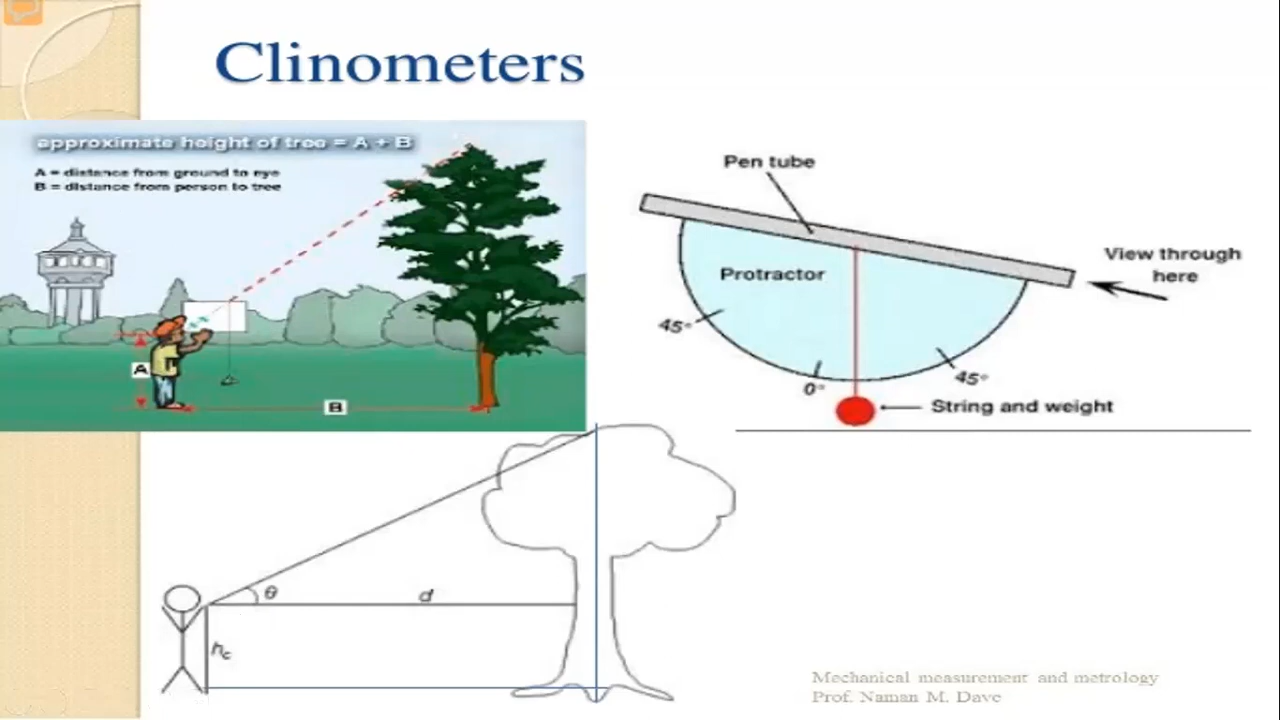 Clinometers
approximate height of tree = A + B
A = distance from ground to eye
B = distance from person to tree
A
B
Pen tube
View through
here
Protractor
45°
0°
45°
String and weight
θ
d
hc
Mechanical measurement and metrology
Prof. Naman M. Dave